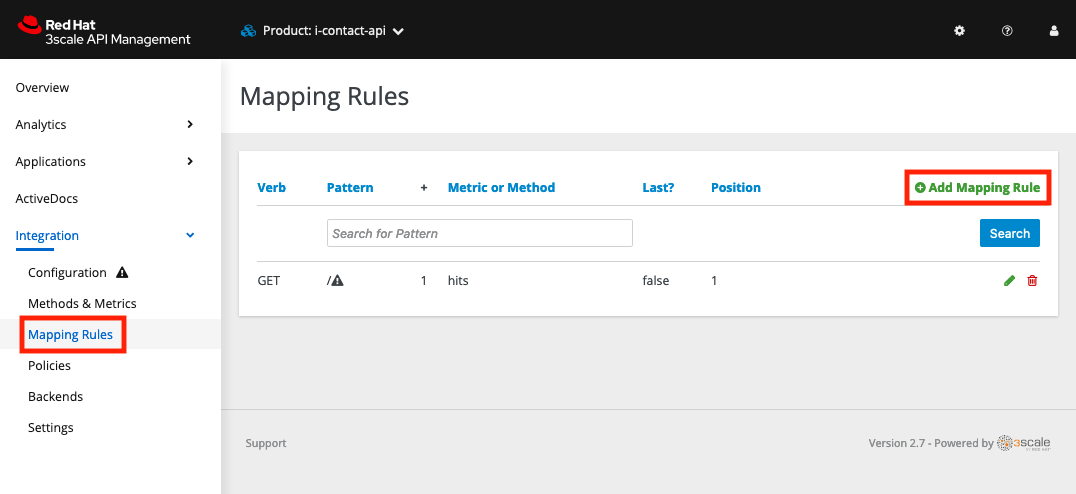 Red Hat
3scale API Management
Product: i-contact-api
Overview
Analytics
Applications
ActiveDocs
Integration
Configuration
Methods & Metrics
Mapping Rules
Policies
Backends
Settings
Mapping Rules
Verb Pattern + Metric or Method Last? Position Add Mapping Rule
Search for Pattern Search
GET / 1 hits false 1
Support Version 2.7 - Powered by 3scale
BY RED HAT